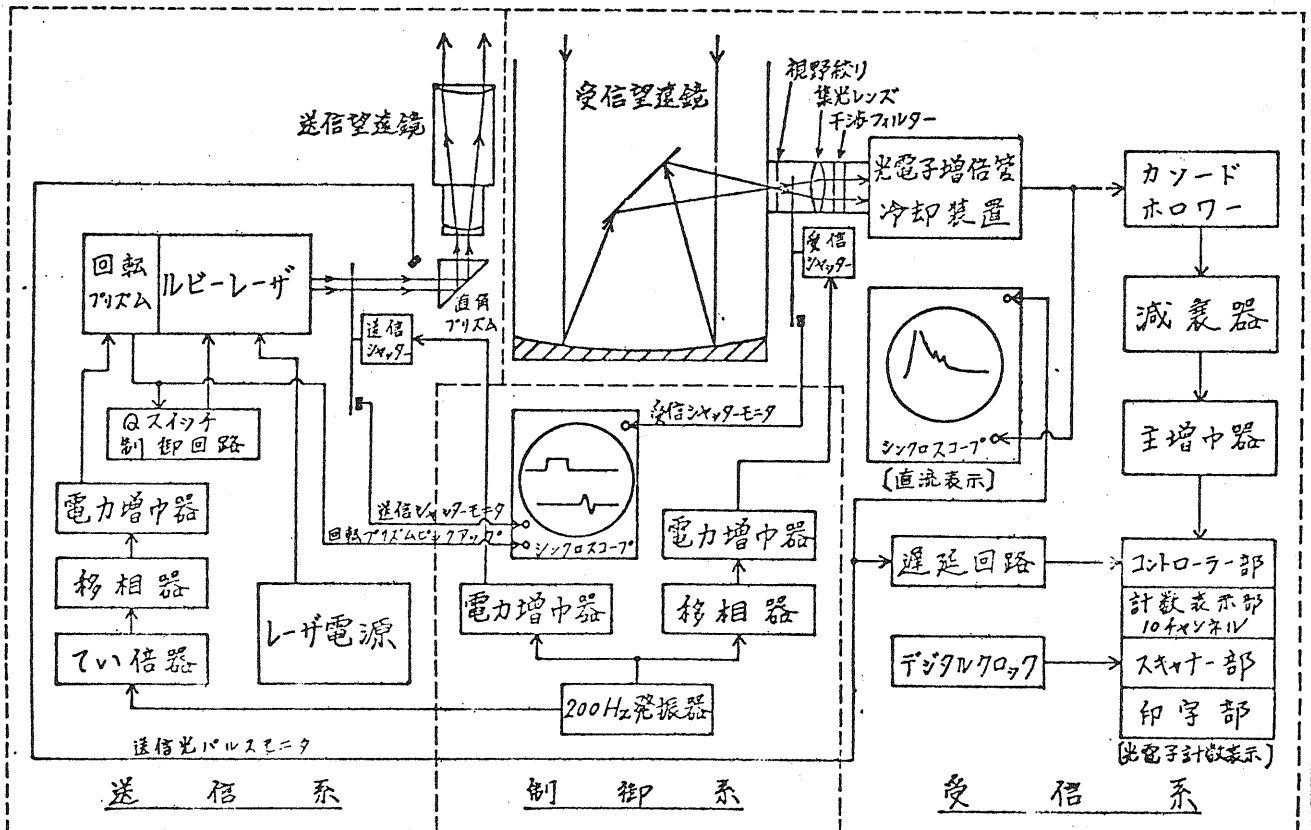 送信望遠鏡
受信望遠鏡
視野絞り
集光レンズ
干渉フィルター
光電子増倍管
冷却装置
カソード
ホロワー
回転
プリズム
ルビーレーザ
直角
プリズム
送信
シャッター
受信
シャッター
減衰器
Qスイッチ
制御回路
受信シャッターモニタ
シンクロスコープ
[直流表示]
主増巾器
電力増巾器
送信シャッターモニタ
回転プリズムピックアップ
シンクロスコープ
電力増巾器
遅延回路
コントローラー部
移相器
レーザ電源
電力増巾器
移相器
計数表示部
10チャンネル
てい倍器
デジタルクロック
スキャナー部
200Hz発振器
印字部
送信光パルスモニタ
[光電子計数表示]
送信系
制御系
受信系